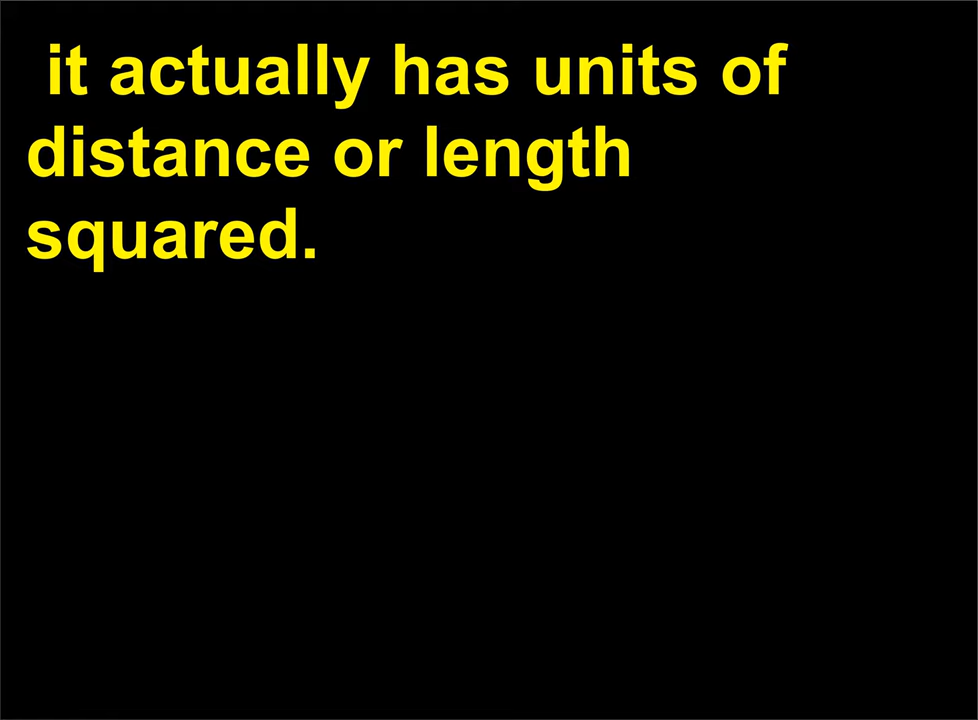 it actually has units of
distance or length
squared.